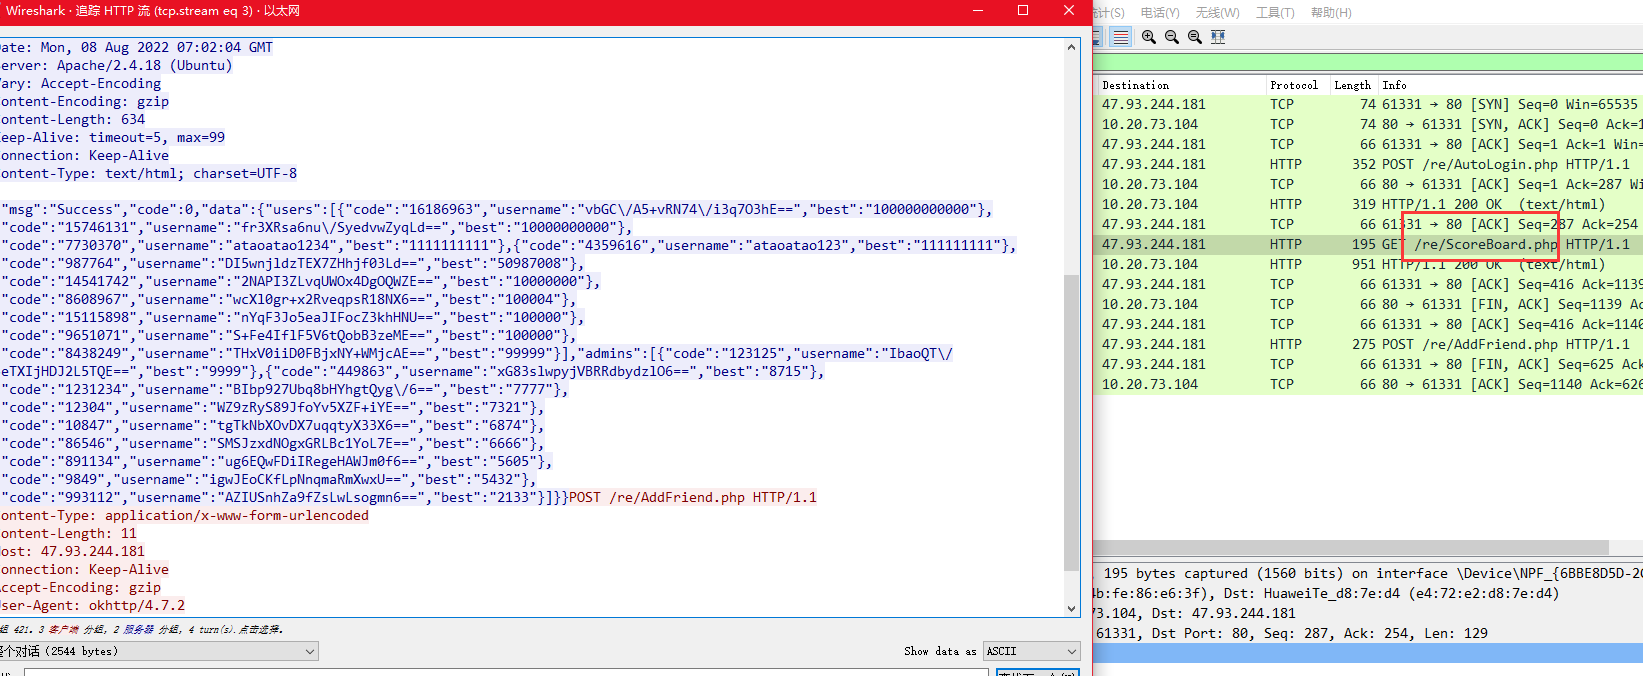 Wireshark · 追踪 HTTP 流 (tcp.stream eq 3) · 以太网
ate: Mon, 08 Aug 2022 07:02:04 GMT
erver: Apache/2.4.18 (Ubuntu)
ary: Accept-Encoding
ontent-Encoding: gzip
ontent-Length: 634
eep-Alive: timeout=5, max=99
onnection: Keep-Alive
ontent-Type: text/html; charset=UTF-8
"msg":"Success","code":0,"data":{"users":[{"code":"16186963","username":"vbGC\/A5+vRN74\/i3q7O3hE==","best":"100000000000"},
"code":"15746131","username":"fr3XRsa6nu\/SyedvwZyqLd==","best":"10000000000"},
"code":"7730370","username":"ataoatao1234","best":"1111111111"},{"code":"4359616","username":"ataoatao123","best":"111111111"},
"code":"987764","username":"DI5wnjldzTEX7ZHhjf03Ld==","best":"50987008"},
"code":"14541742","username":"2NAPI3ZLvqUWOx4DgOQWZE==","best":"10000000"},
"code":"8608967","username":"wcXl0gr+x2RveqpsR18NX6==","best":"100004"},
"code":"15115898","username":"nYqF3Jo5eaJIFocZ3khHNU==","best":"100000"},
"code":"9651071","username":"S+Fe4IflF5V6tQobB3zeME==","best":"100000"},
"code":"8438249","username":"THxV0iiD0FBjxNY+WMjcAE==","best":"99999"}],"admins":[{"code":"123125","username":"IbaoQT\/
eTXIjHDJ2L5TQE==","best":"9999"},{"code":"449863","username":"xG83slwpyjVBRRdbydzlO6==","best":"8715"},
"code":"1231234","username":"BIbp927Ubq8bHYhgtQyg\/6==","best":"7777"},
"code":"12304","username":"WZ9zRyS89JfoYv5XZF+iYE==","best":"7321"},
"code":"10847","username":"tgTkNbXOvDX7uqqtyX33X6==","best":"6874"},
"code":"86546","username":"SMSJzxdNOgxGRLBc1YoL7E==","best":"6666"},
"code":"891134","username":"ug6EQwFDiIRegeHAWJm0f6==","best":"5605"},
"code":"9849","username":"igwJEoCKfLpNnqmaRmXwxU==","best":"5432"},
"code":"993112","username":"AZIUSnhZa9fZsLwLsogmn6==","best":"2133"}]}}POST /re/AddFriend.php HTTP/1.1
ontent-Type: application/x-www-form-urlencoded
ontent-Length: 11
ost: 47.93.244.181
onnection: Keep-Alive
ccept-Encoding: gzip
ser-Agent: okhttp/4.7.2
组 421. 3 客户端 分组, 2 服务器 分组, 4 turn(s).点击选择.
整个对话 (2544 bytes)
Show data as ASCII
统计(S) 电话(Y) 无线(W) 工具(T) 帮助(H)
Destination Protocol Length Info
47.93.244.181 TCP 74 61331 → 80 [SYN] Seq=0 Win=65535
10.20.73.104 TCP 74 80 → 61331 [SYN, ACK] Seq=0 Ack=1
47.93.244.181 TCP 66 61331 → 80 [ACK] Seq=1 Ack=1 Win=
47.93.244.181 HTTP 352 POST /re/AutoLogin.php HTTP/1.1
10.20.73.104 TCP 66 80 → 61331 [ACK] Seq=1 Ack=287 Wi
10.20.73.104 HTTP 319 HTTP/1.1 200 OK (text/html)
47.93.244.181 TCP 66 61331 → 80 [ACK] Seq=287 Ack=254
47.93.244.181 HTTP 195 GET /re/ScoreBoard.php HTTP/1.1
10.20.73.104 HTTP 951 HTTP/1.1 200 OK (text/html)
47.93.244.181 TCP 66 61331 → 80 [ACK] Seq=416 Ack=1139
10.20.73.104 TCP 66 80 → 61331 [FIN, ACK] Seq=1139 Ac
47.93.244.181 TCP 66 61331 → 80 [ACK] Seq=416 Ack=1140
47.93.244.181 HTTP 275 POST /re/AddFriend.php HTTP/1.1
47.93.244.181 TCP 66 61331 → 80 [FIN, ACK] Seq=625 Ack
10.20.73.104 TCP 66 80 → 61331 [ACK] Seq=1140 Ack=626
, 195 bytes captured (1560 bits) on interface \Device\NPF_{6BBE8D5D-2C
4b:fe:86:e6:3f), Dst: HuaweiTe_d8:7e:d4 (e4:72:e2:d8:7e:d4)
73.104, Dst: 47.93.244.181
61331, Dst Port: 80, Seq: 287, Ack: 254, Len: 129